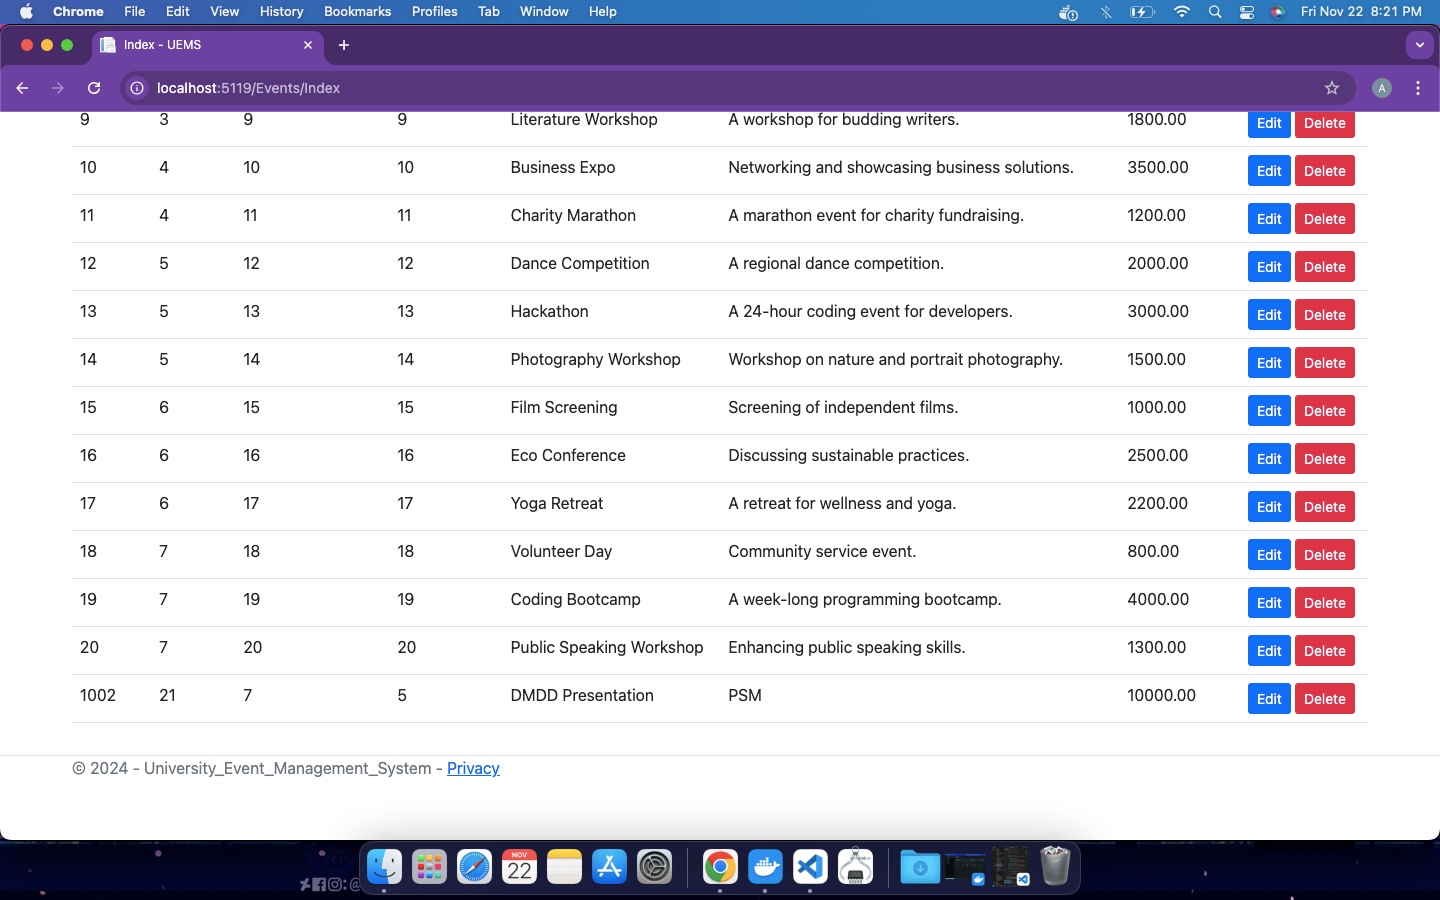 Chrome File Edit View History Bookmarks Profiles Tab Window Help Fri Nov 22 8:21 PM
Index - UEMS
localhost:5119/Events/Index A
9 3 9 9 Literature Workshop A workshop for budding writers. 1800.00 Edit Delete
10 4 10 10 Business Expo Networking and showcasing business solutions. 3500.00 Edit Delete
11 4 11 11 Charity Marathon A marathon event for charity fundraising. 1200.00 Edit Delete
12 5 12 12 Dance Competition A regional dance competition. 2000.00 Edit Delete
13 5 13 13 Hackathon A 24-hour coding event for developers. 3000.00 Edit Delete
14 5 14 14 Photography Workshop Workshop on nature and portrait photography. 1500.00 Edit Delete
15 6 15 15 Film Screening Screening of independent films. 1000.00 Edit Delete
16 6 16 16 Eco Conference Discussing sustainable practices. 2500.00 Edit Delete
17 6 17 17 Yoga Retreat A retreat for wellness and yoga. 2200.00 Edit Delete
18 7 18 18 Volunteer Day Community service event. 800.00 Edit Delete
19 7 19 19 Coding Bootcamp A week-long programming bootcamp. 4000.00 Edit Delete
20 7 20 20 Public Speaking Workshop Enhancing public speaking skills. 1300.00 Edit Delete
1002 21 7 5 DMDD Presentation PSM 10000.00 Edit Delete
© 2024 - University_Event_Management_System - Privacy
NOV
22